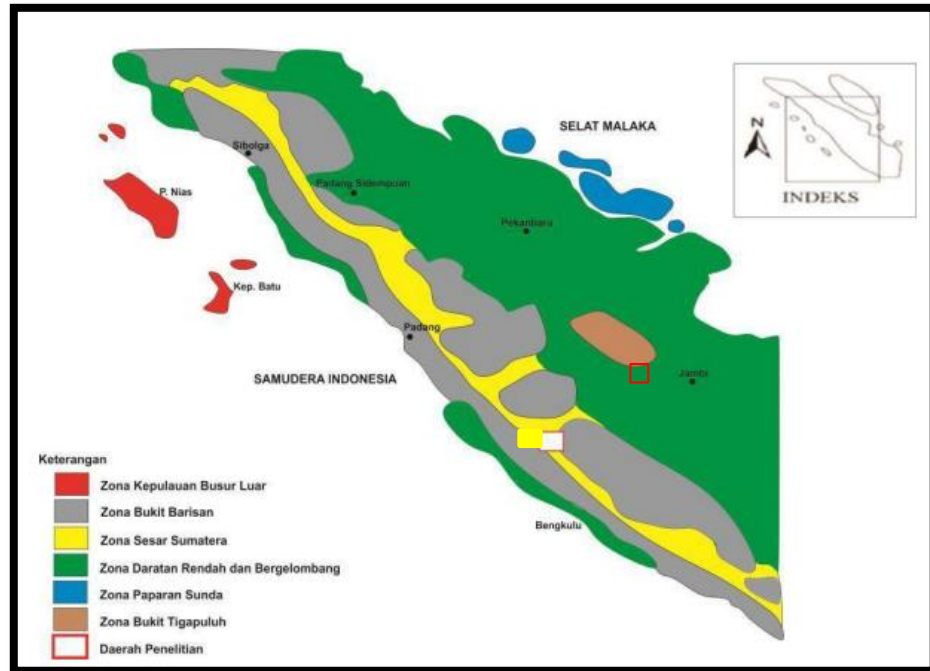 SELAT MALAKA
N
INDEKS
Sibolga
P. Nias
Padang Sidempuan
Pekanbaru
Kep. Batu
Padang
SAMUDERA INDONESIA
Jambi
Bengkulu
Keterangan
Zona Kepulauan Busur Luar
Zona Bukit Barisan
Zona Sesar Sumatera
Zona Daratan Rendah dan Bergelombang
Zona Paparan Sunda
Zona Bukit Tigapuluh
Daerah Penelitian